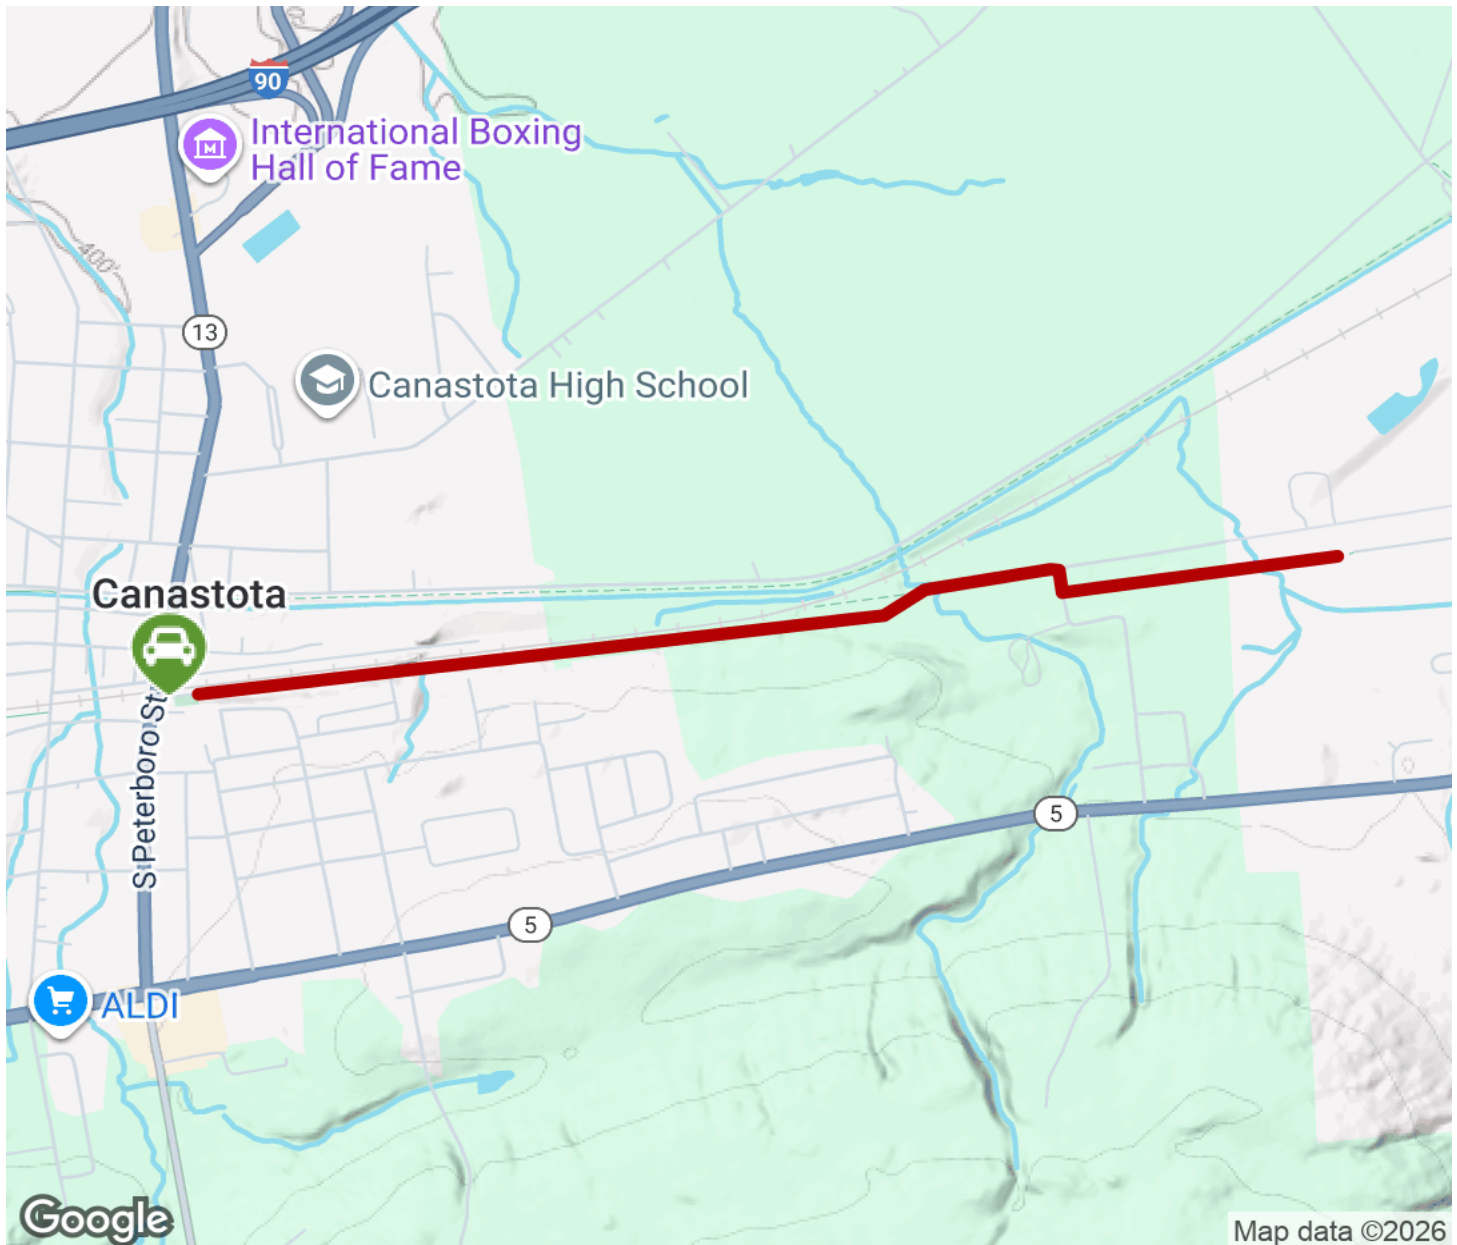 90
International Boxing
Hall of Fame
400'
13
Canastota High School
Canastota
S Peterboro St
5
5
ALDI
Google
Map data ©2026